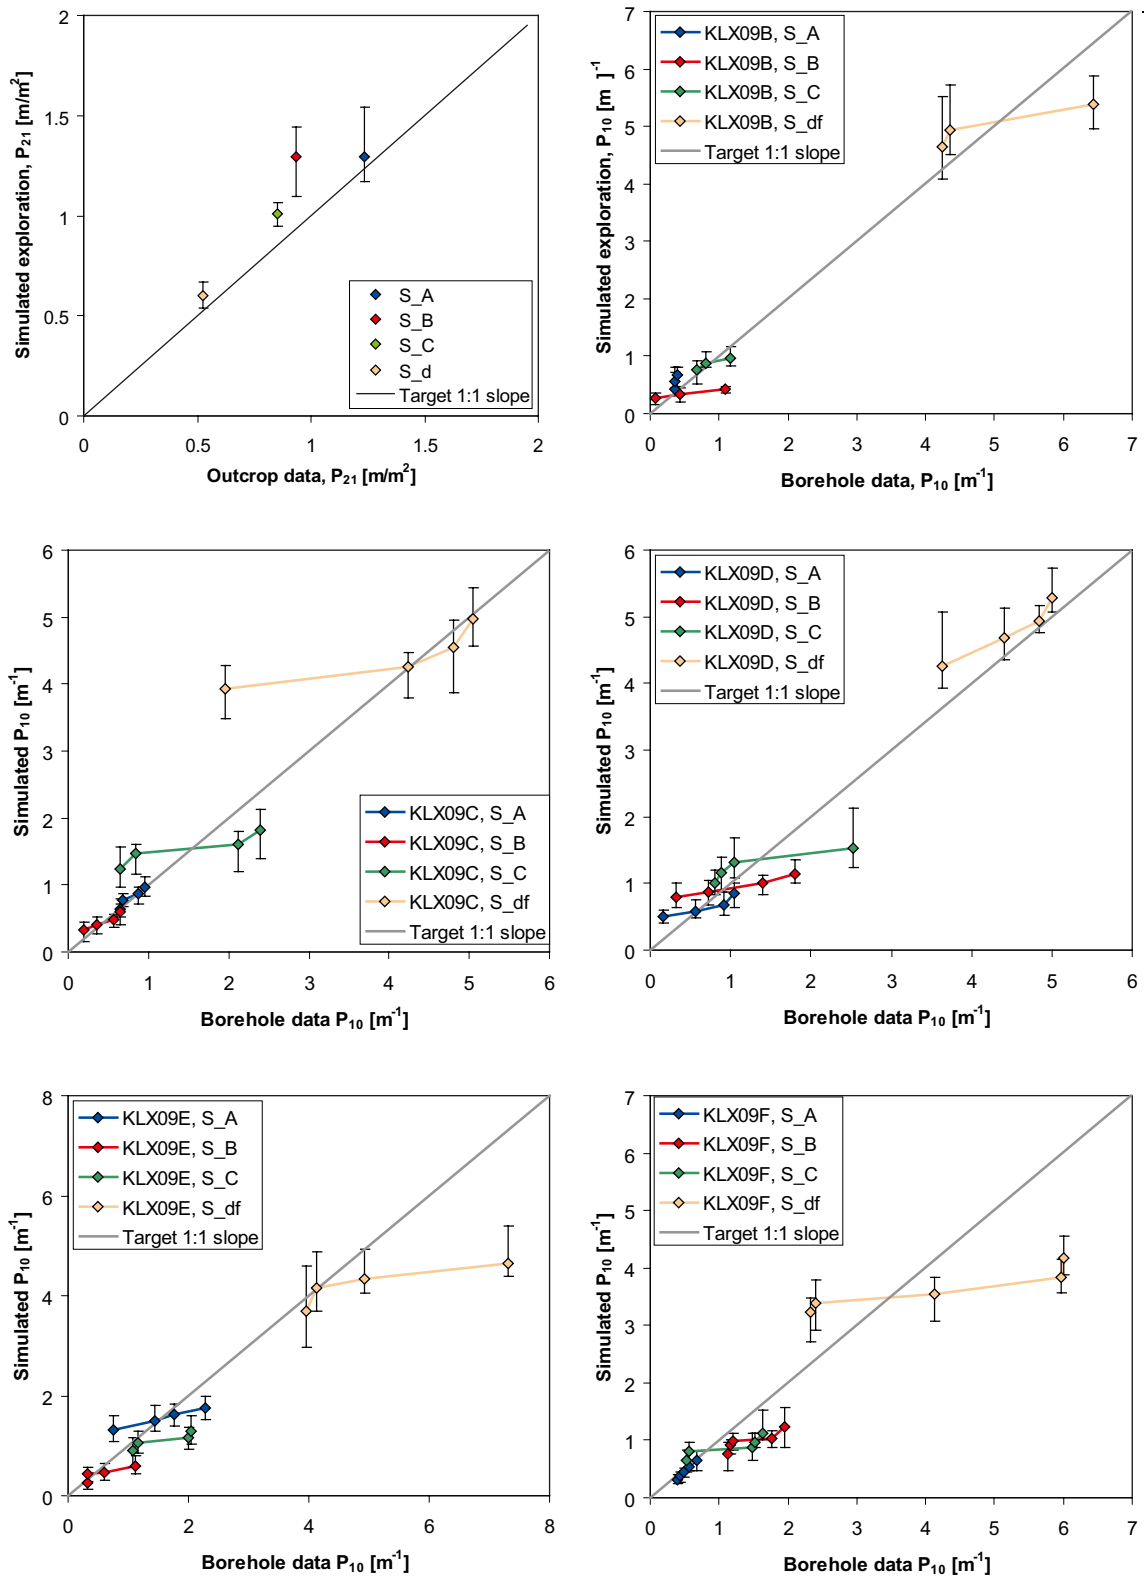 2
1.5
1
0.5
0
0
0.5
1
1.5
2
Simulated exploration, P21 [m/m²]
Outcrop data, P21 [m/m²]
S_A
S_B
S_C
S_d
Target 1:1 slope
7
6
5
4
3
2
1
0
0
1
2
3
4
5
6
7
Simulated exploration, P10 [m ]-1
Borehole data, P10 [m-1]
KLX09B, S_A
KLX09B, S_B
KLX09B, S_C
KLX09B, S_df
Target 1:1 slope
6
5
4
3
2
1
0
0
1
2
3
4
5
6
Simulated P10 [m-1]
Borehole data P10 [m-1]
KLX09C, S_A
KLX09C, S_B
KLX09C, S_C
KLX09C, S_df
Target 1:1 slope
6
5
4
3
2
1
0
0
1
2
3
4
5
6
Simulated P10 [m-1]
Borehole data P10 [m-1]
KLX09D, S_A
KLX09D, S_B
KLX09D, S_C
KLX09D, S_df
Target 1:1 slope
8
6
4
2
0
0
2
4
6
8
Simulated P10 [m-1]
Borehole data P10 [m-1]
KLX09E, S_A
KLX09E, S_B
KLX09E, S_C
KLX09E, S_df
Target 1:1 slope
7
6
5
4
3
2
1
0
0
1
2
3
4
5
6
7
Simulated P10 [m-1]
Borehole data P10 [m-1]
KLX09F, S_A
KLX09F, S_B
KLX09F, S_C
KLX09F, S_df
Target 1:1 slope